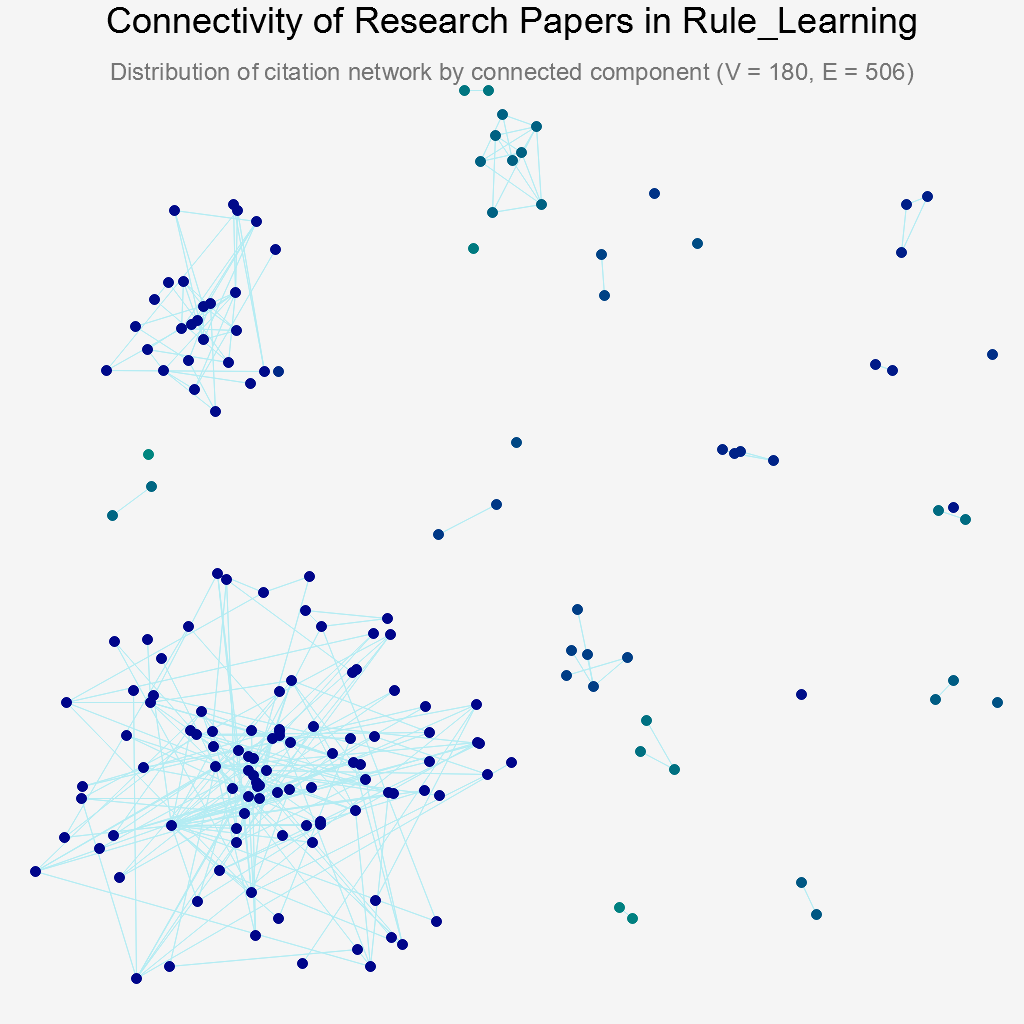 Connectivity of Research Papers in Rule_Learning
Distribution of citation network by connected component (V = 180, E = 506)